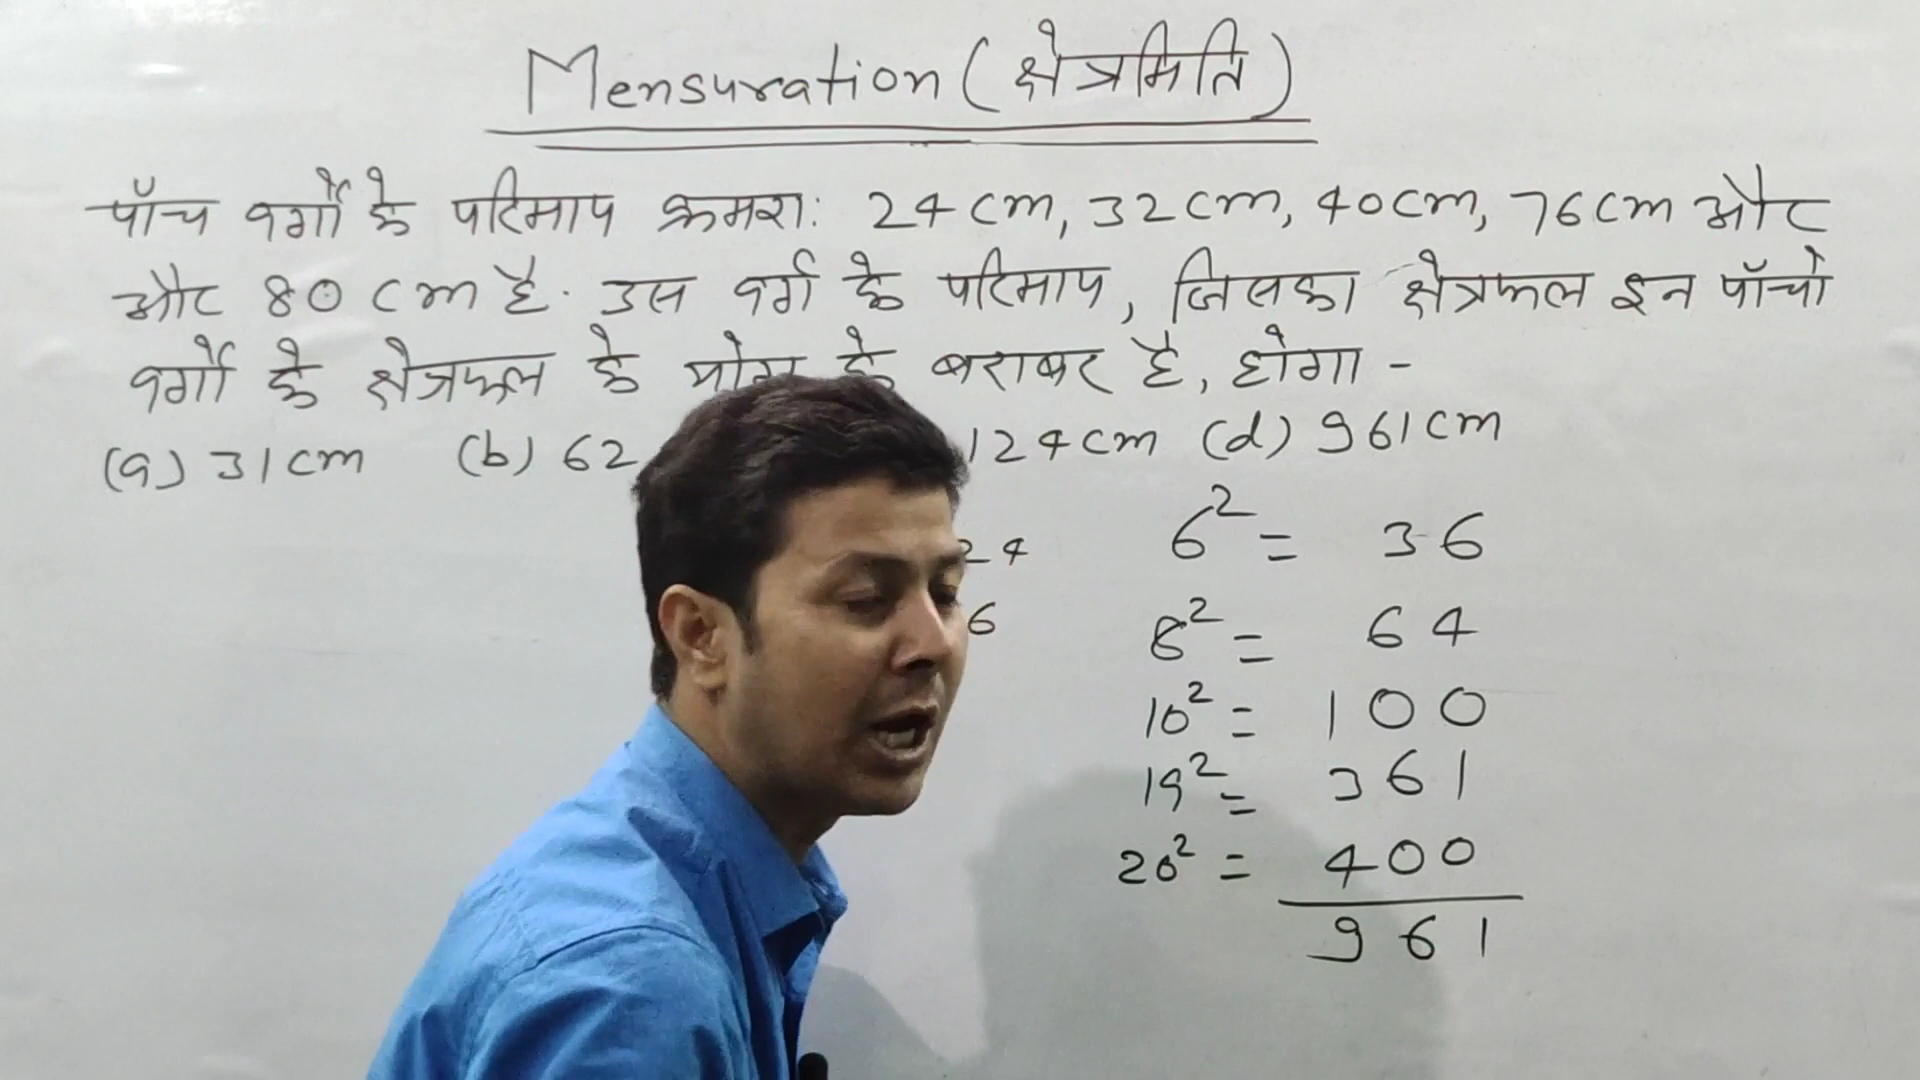 Mensuration (क्षेत्रमिति)
पाँच वर्गों के परिमाप क्रमश: 24 cm, 32 cm, 40 cm, 76 cm और
और 80 cm है. उस वर्ग के परिमाप, जिसका क्षेत्रफल इन पाँचो
वर्गों के क्षेत्रफल के योग के बराबर है, होगा -
(a) 31 cm (b) 62 124 cm (d) 961 cm
24
6
6² = 36
8² = 64
10² = 100
19² = 361
20² = 400
961